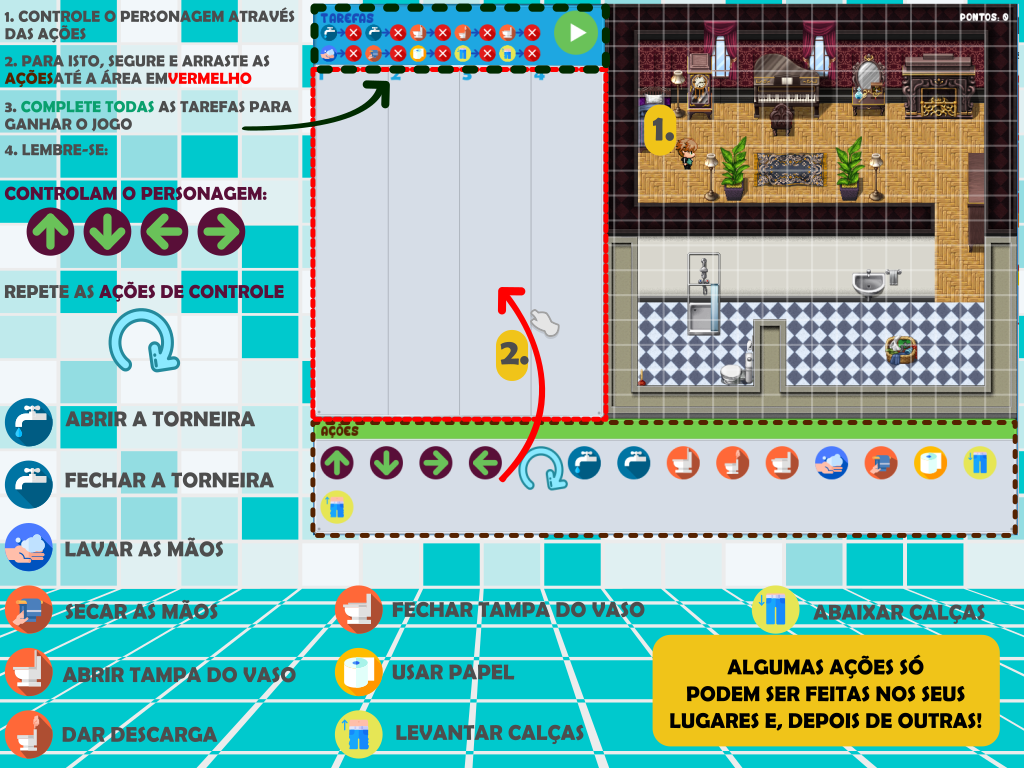 1. CONTROLE O PERSONAGEM ATRAVÉS
DAS AÇÕES
2. PARA ISTO, SEGURE E ARRASTE AS
AÇÕESATÉ A ÁREA EMVERMELHO
3. COMPLETE TODAS AS TAREFAS PARA
GANHAR O JOGO
4. LEMBRE-SE:
CONTROLAM O PERSONAGEM:
REPETE AS AÇÕES DE CONTROLE
ABRIR A TORNEIRA
FECHAR A TORNEIRA
LAVAR AS MÃOS
SECAR AS MÃOS
ABRIR TAMPA DO VASO
DAR DESCARGA
FECHAR TAMPA DO VASO
USAR PAPEL
LEVANTAR CALÇAS
ABAIXAR CALÇAS
ALGUMAS AÇÕES SÓ
PODEM SER FEITAS NOS SEUS
LUGARES E, DEPOIS DE OUTRAS!
TAREFAS
2 3 4
PONTOS: 0
1.
2.
AÇÕES